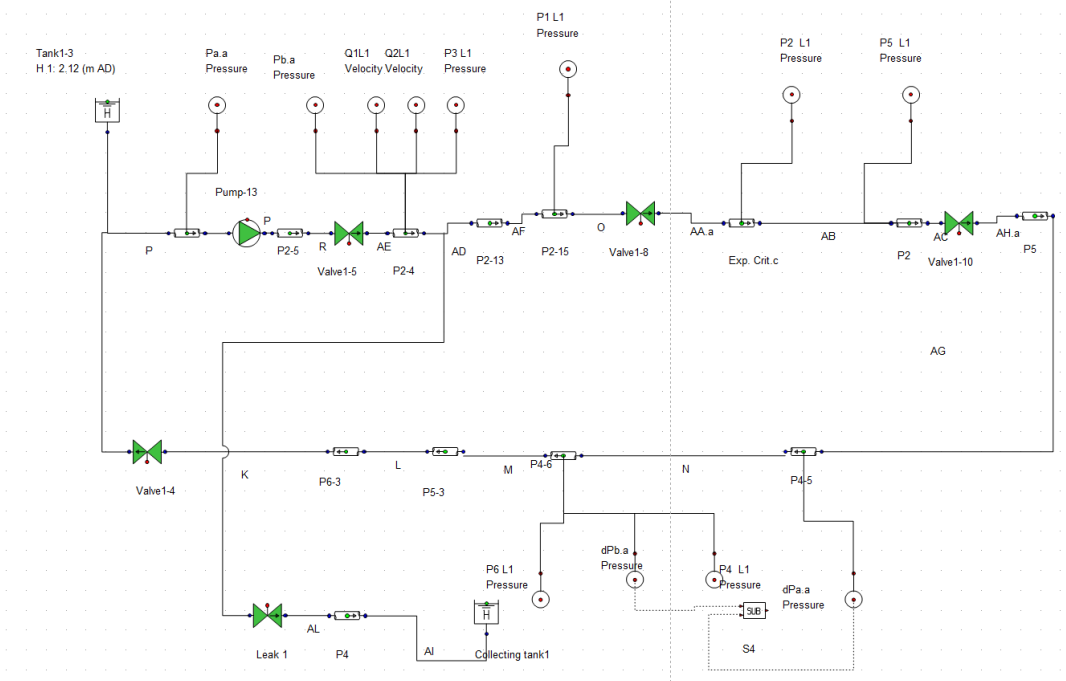 P1 L1
Pressure
Tank1-3
H 1: 2.12 (m AD)
Pa.a
Pressure
Pb.a
Pressure
Q1L1 Q2L1
Velocity Velocity
P3 L1
Pressure
P2 L1
Pressure
P5 L1
Pressure
H
Pump-13
P
P
P2-5
R
Valve1-5
AE
P2-4
AD
P2-13
AF
P2-15
O
Valve1-8
AA.a
Exp. Crit.c
AB
P2
AC
Valve1-10
AH.a
P5
AG
Valve1-4
K
P6-3
L
P5-3
M
P4-6
N
P4-5
P6 L1
Pressure
dPb.a
Pressure
P4 L1
Pressure
dPa.a
Pressure
SUB
S4
H
Collecting tank1
Leak 1
AL
P4
AI